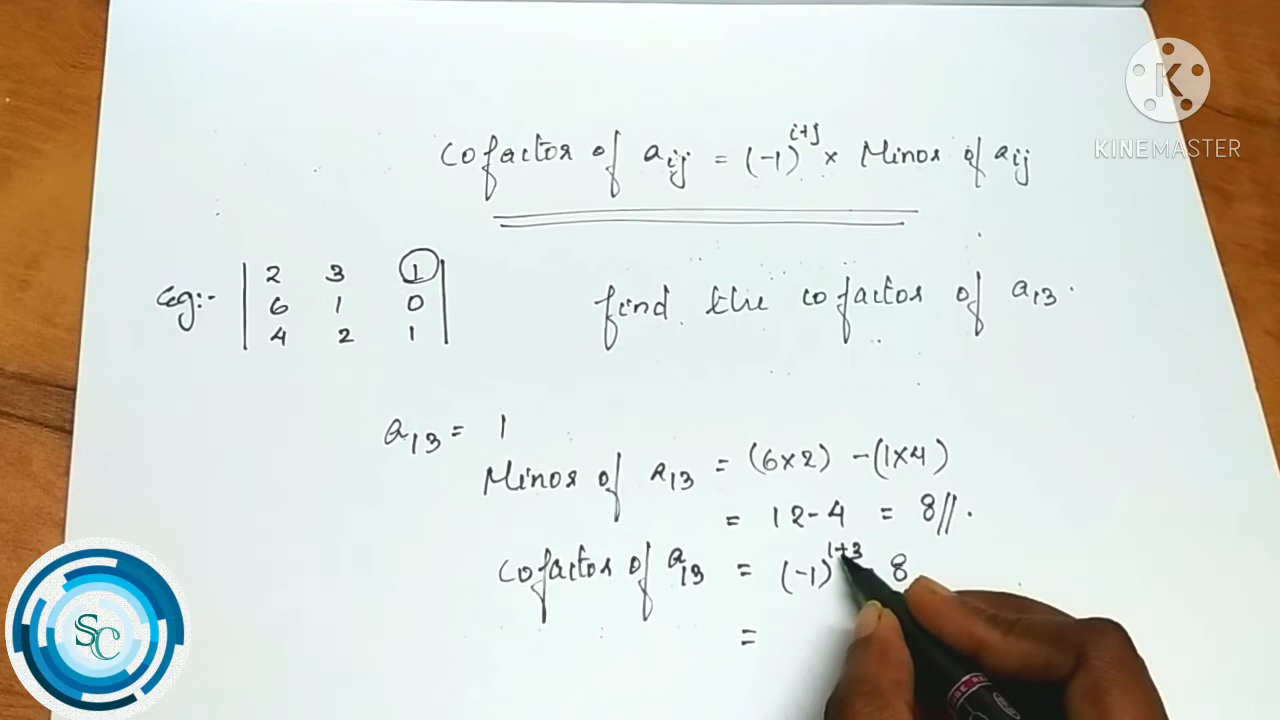 KINEMASTER
cofactor of aij = (-1)^i+j × Minor of aij
eg:- | 2 3 1 |
| 6 1 0 |
| 4 2 1 |
find the cofactor of a13.
a13 = 1
Minor of a13 = (6×2) -(1×4)
= 12-4 = 8//.
cofactor of a13 = (-1)^1+3 8
=
SC